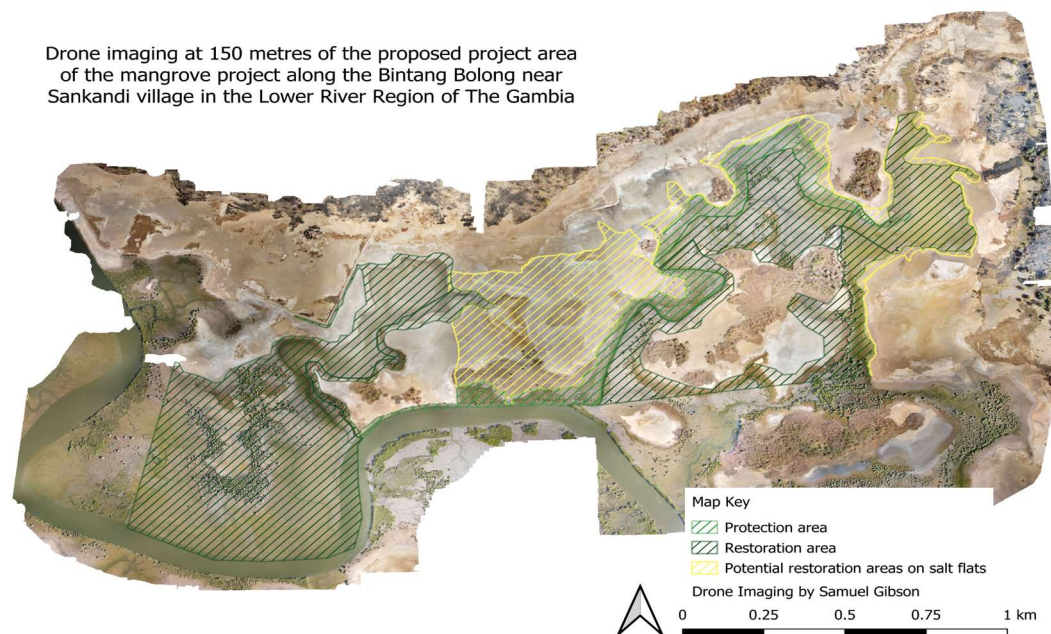 Drone imaging at 150 metres of the proposed project area
of the mangrove project along the Bintang Bolong near
Sankandi village in the Lower River Region of The Gambia
Map Key
Protection area
Restoration area
Potential restoration areas on salt flats
Drone Imaging by Samuel Gibson
0 0.25 0.5 0.75 1 km